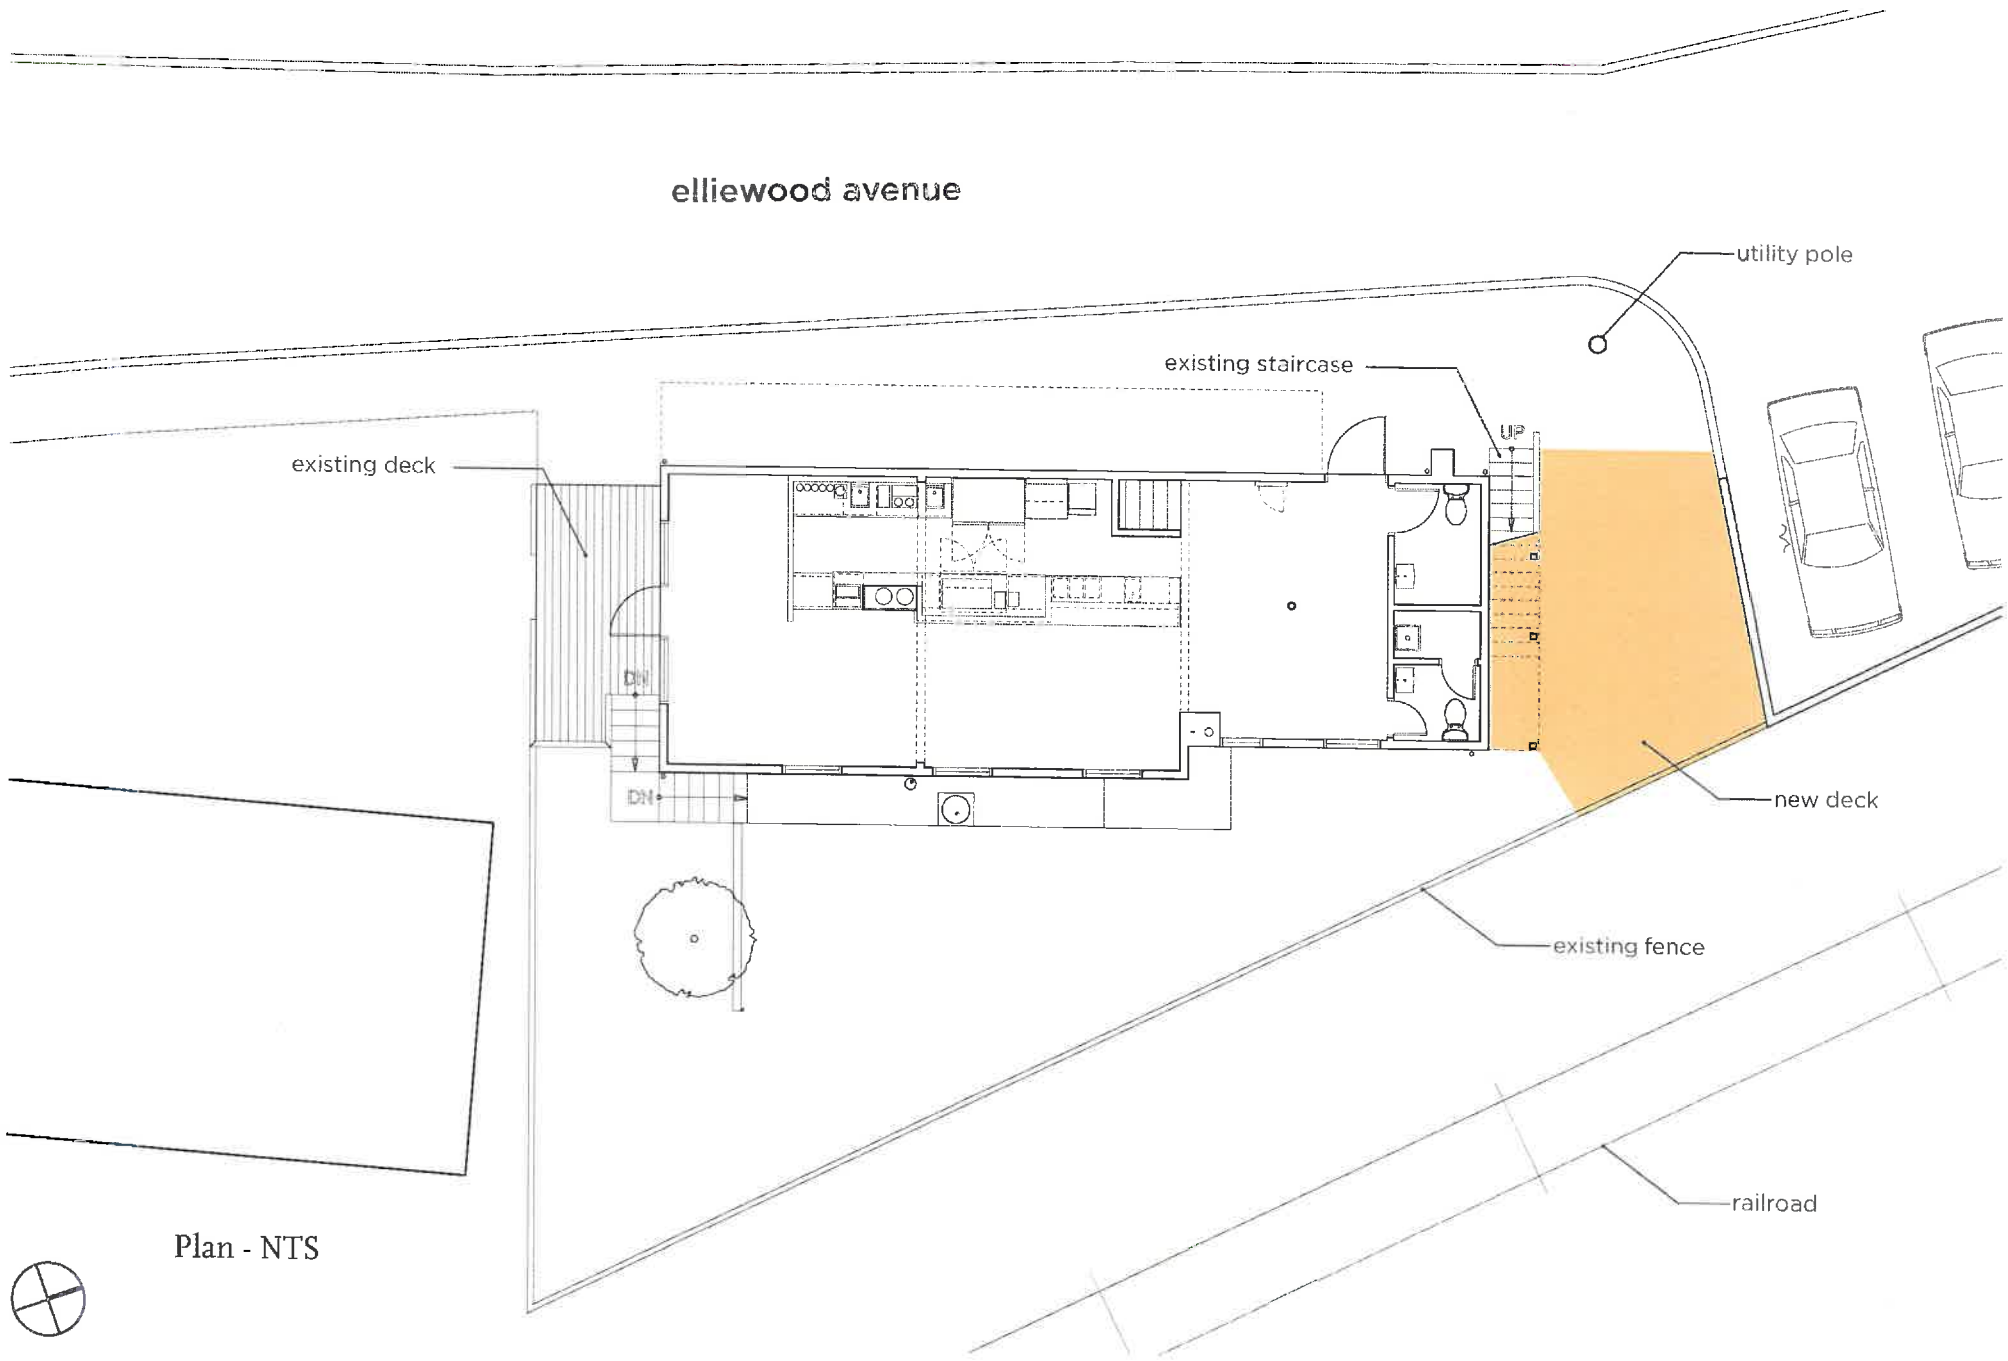 elliewood avenue
utility pole
existing staircase
UP
existing deck
DN
DN
new deck
existing fence
railroad
Plan - NTS